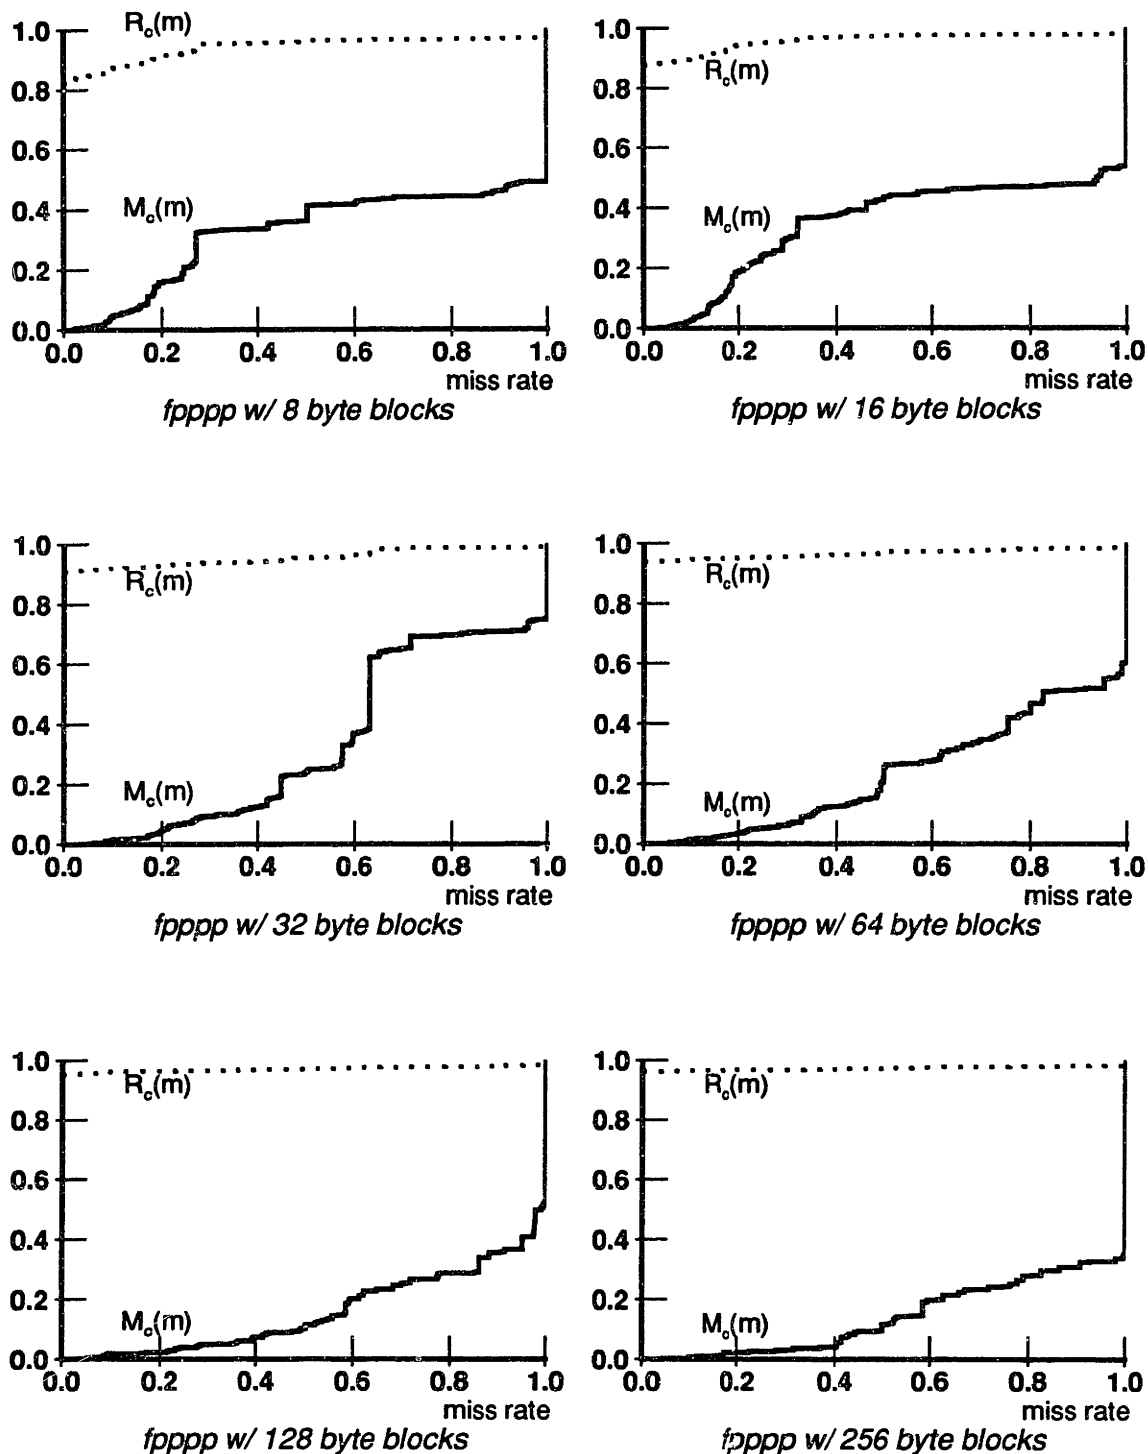 1.0
R_c(m)
0.8
0.6
0.4
M_c(m)
0.2
0.0
0.0 0.2 0.4 0.6 0.8 1.0
miss rate
fpppp w/ 8 byte blocks
1.0
R_c(m)
0.8
0.6
0.4
M_c(m)
0.2
0.0
0.0 0.2 0.4 0.6 0.8 1.0
miss rate
fpppp w/ 16 byte blocks
1.0
R_c(m)
0.8
0.6
0.4
0.2
M_c(m)
0.0
0.0 0.2 0.4 0.6 0.8 1.0
miss rate
fpppp w/ 32 byte blocks
1.0
R_c(m)
0.8
0.6
0.4
0.2
M_c(m)
0.0
0.0 0.2 0.4 0.6 0.8 1.0
miss rate
fpppp w/ 64 byte blocks
1.0
R_c(m)
0.8
0.6
0.4
0.2
M_c(m)
0.0
0.0 0.2 0.4 0.6 0.8 1.0
miss rate
fpppp w/ 128 byte blocks
1.0
R_c(m)
0.8
0.6
0.4
0.2
M_c(m)
0.0
0.0 0.2 0.4 0.6 0.8 1.0
miss rate
fpppp w/ 256 byte blocks